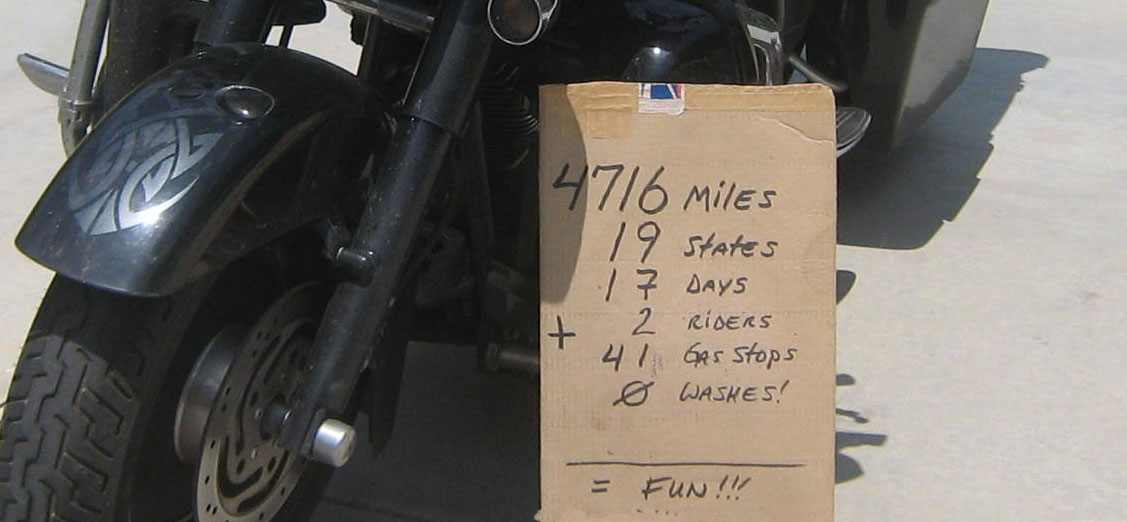 4716 MiLES
19 STATES
17 DAYS
+ 2 RiDERS
41 GAS STOPS
Ø WASHES!
= FUN!!!